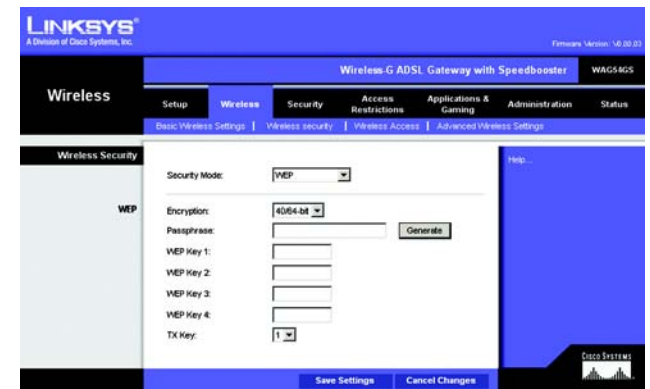 LINKSYS®
A Division of Cisco Systems, Inc.
Firmware Version: V0.00.03
Wireless-G ADSL Gateway with Speedbooster
WAG54GS
Wireless
Setup
Wireless
Security
Access Restrictions
Applications & Gaming
Administration
Status
Basic Wireless Settings | Wireless security | Wireless Access | Advanced Wireless Settings
Wireless Security
Help...
Security Mode: WEP
WEP
Encryption: 40/64-bit
Passphrase: Generate
WEP Key 1:
WEP Key 2:
WEP Key 3:
WEP Key 4:
TX Key: 1
Save Settings
Cancel Changes
CISCO SYSTEMS